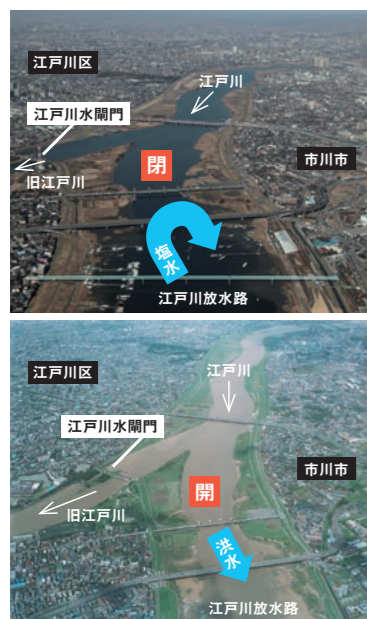 江戸川区
江戸川
江戸川水閘門
旧江戸川
閉
市川市
塩水
江戸川放水路
江戸川区
江戸川
江戸川水閘門
旧江戸川
開
市川市
洪水
江戸川放水路